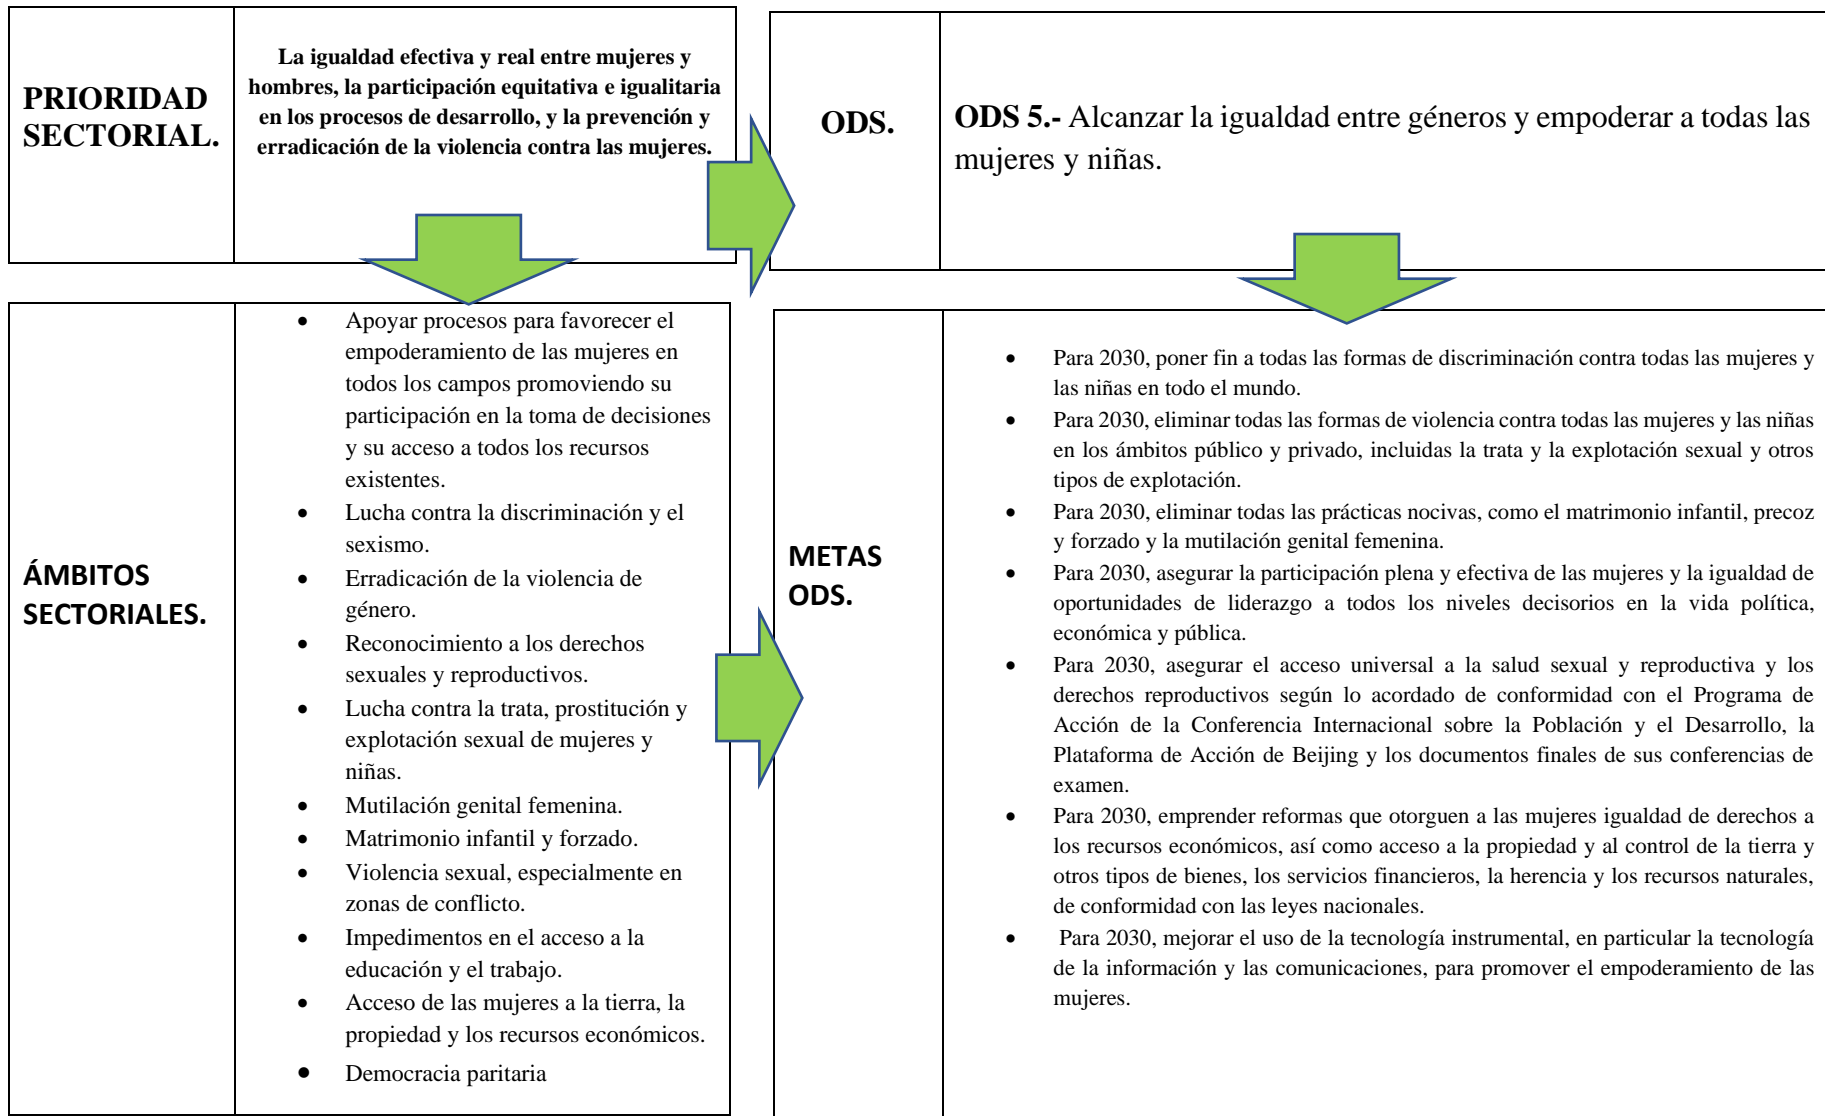 PRIORIDAD
SECTORIAL.
La igualdad efectiva y real entre mujeres y
hombres, la participación equitativa e igualitaria
en los procesos de desarrollo, y la prevención y
erradicación de la violencia contra las mujeres.
ODS.
ODS 5.- Alcanzar la igualdad entre géneros y empoderar a todas las
mujeres y niñas.
ÁMBITOS
SECTORIALES.
• Apoyar procesos para favorecer el
empoderamiento de las mujeres en
todos los campos promoviendo su
participación en la toma de decisiones
y su acceso a todos los recursos
existentes.
• Lucha contra la discriminación y el
sexismo.
• Erradicación de la violencia de
género.
• Reconocimiento a los derechos
sexuales y reproductivos.
• Lucha contra la trata, prostitución y
explotación sexual de mujeres y
niñas.
• Mutilación genital femenina.
• Matrimonio infantil y forzado.
• Violencia sexual, especialmente en
zonas de conflicto.
• Impedimentos en el acceso a la
educación y el trabajo.
• Acceso de las mujeres a la tierra, la
propiedad y los recursos económicos.
• Democracia paritaria
METAS
ODS.
• Para 2030, poner fin a todas las formas de discriminación contra todas las mujeres y
las niñas en todo el mundo.
• Para 2030, eliminar todas las formas de violencia contra todas las mujeres y las niñas
en los ámbitos público y privado, incluidas la trata y la explotación sexual y otros
tipos de explotación.
• Para 2030, eliminar todas las prácticas nocivas, como el matrimonio infantil, precoz
y forzado y la mutilación genital femenina.
• Para 2030, asegurar la participación plena y efectiva de las mujeres y la igualdad de
oportunidades de liderazgo a todos los niveles decisorios en la vida política,
económica y pública.
• Para 2030, asegurar el acceso universal a la salud sexual y reproductiva y los
derechos reproductivos según lo acordado de conformidad con el Programa de
Acción de la Conferencia Internacional sobre la Población y el Desarrollo, la
Plataforma de Acción de Beijing y los documentos finales de sus conferencias de
examen.
• Para 2030, emprender reformas que otorguen a las mujeres igualdad de derechos a
los recursos económicos, así como acceso a la propiedad y al control de la tierra y
otros tipos de bienes, los servicios financieros, la herencia y los recursos naturales,
de conformidad con las leyes nacionales.
• Para 2030, mejorar el uso de la tecnología instrumental, en particular la tecnología
de la información y las comunicaciones, para promover el empoderamiento de las
mujeres.